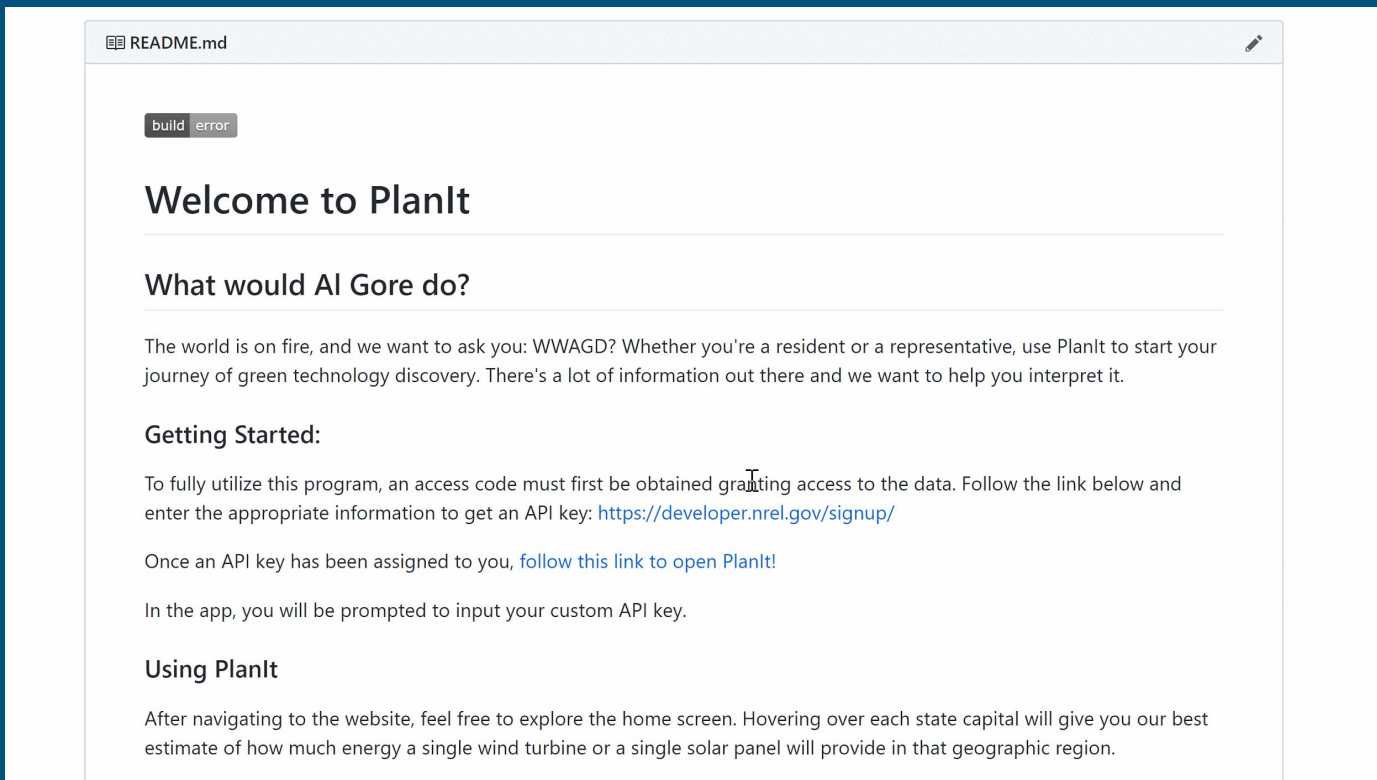 README.md
build error
Welcome to PlanIt
What would Al Gore do?
The world is on fire, and we want to ask you: WWAGD? Whether you're a resident or a representative, use PlanIt to start your
journey of green technology discovery. There's a lot of information out there and we want to help you interpret it.
Getting Started:
To fully utilize this program, an access code must first be obtained granting access to the data. Follow the link below and
enter the appropriate information to get an API key: https://developer.nrel.gov/signup/
Once an API key has been assigned to you, follow this link to open PlanIt!
In the app, you will be prompted to input your custom API key.
Using PlanIt
After navigating to the website, feel free to explore the home screen. Hovering over each state capital will give you our best
estimate of how much energy a single wind turbine or a single solar panel will provide in that geographic region.